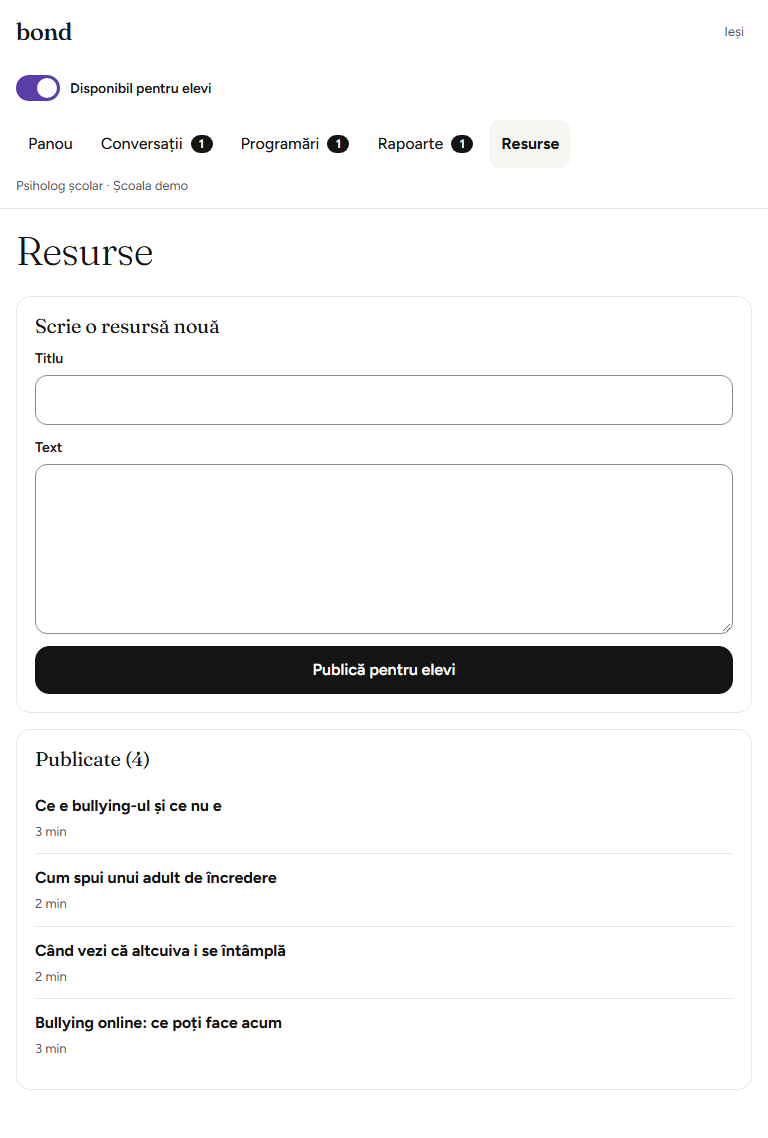 bond
Ieși
Disponibil pentru elevi
Panou Conversații 1 Programări 1 Rapoarte 1 Resurse
Psiholog școlar · Școala demo
Resurse
Scrie o resursă nouă
Titlu
Text
Publică pentru elevi
Publicate (4)
Ce e bullying-ul și ce nu e
3 min
Cum spui unui adult de încredere
2 min
Când vezi că altcuiva i se întâmplă
2 min
Bullying online: ce poți face acum
3 min